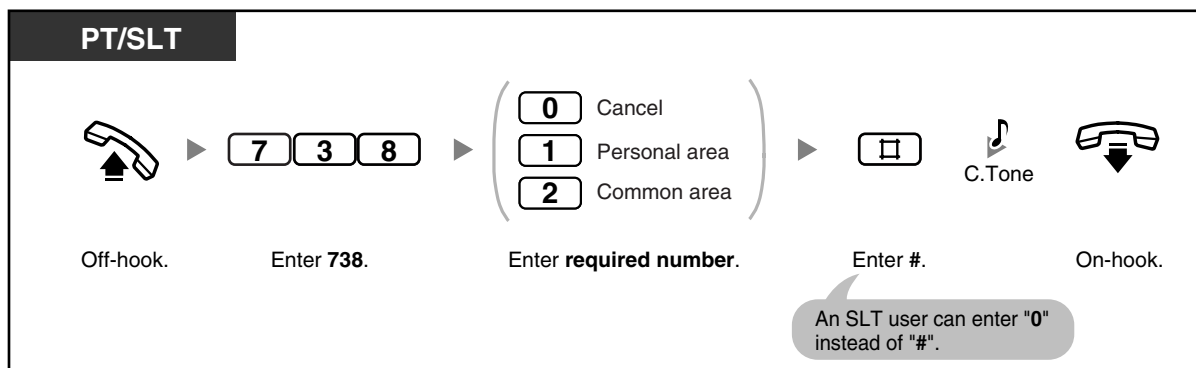 PT/SLT
7 3 8
0 Cancel
1 Personal area
2 Common area
#
C.Tone
Off-hook.
Enter 738.
Enter required number.
Enter #.
On-hook.
An SLT user can enter "0"
instead of "#".